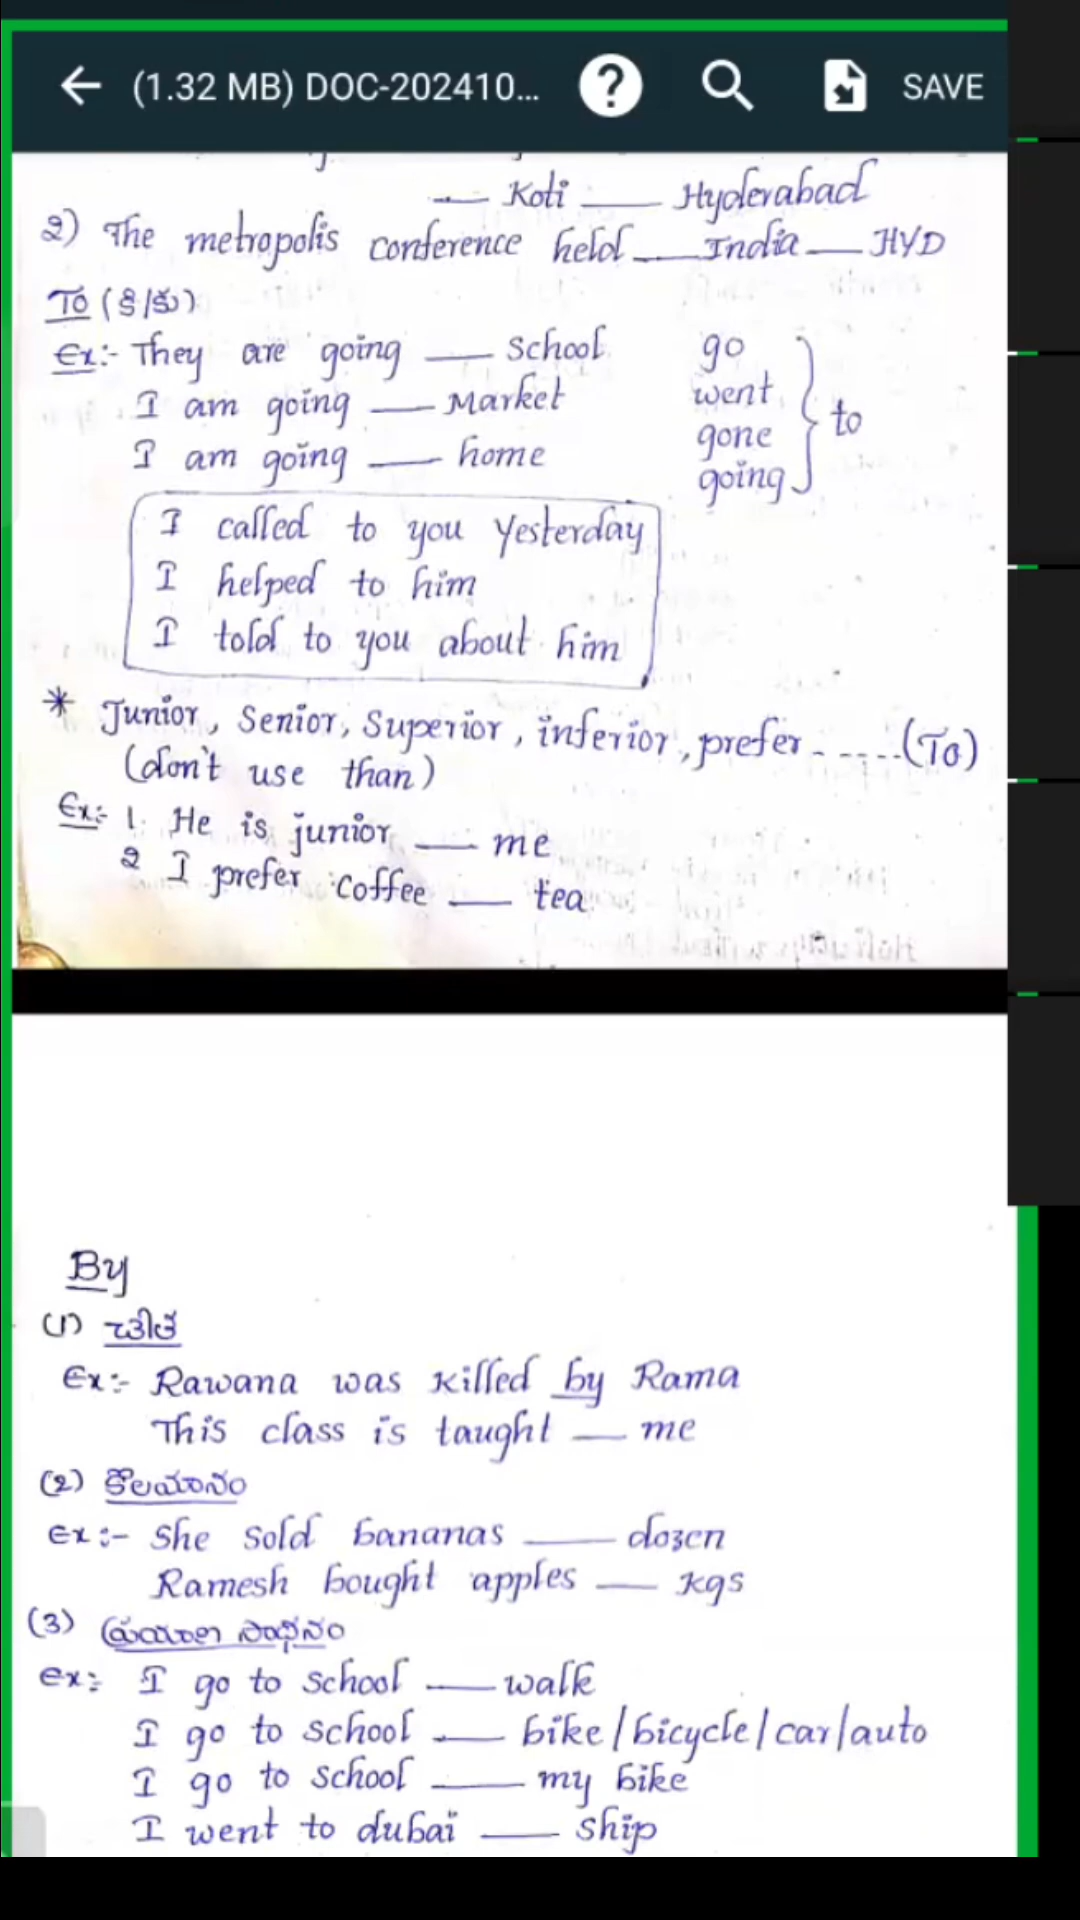 (1.32 MB) DOC-202410... ? SAVE
— Koti — Hyderabad
2) The metropolis conference held — India — HYD
To (కి/కు)
Ex:- They are going — School
I am going — Market
I am going — home
go
went
gone
going
} to
I called to you Yesterday
I helped to him
I told to you about him
* Junior, Senior, Superior, inferior, prefer - - - - - (To)
(don't use than)
Ex:- 1. He is junior — me
2 I prefer coffee — tea
By
(1) చేత
Ex:- Rawana was killed by Rama
This class is taught — me
(2) కొలమానం
Ex:- She sold bananas — dozen
Ramesh bought apples — kgs
(3) ప్రయాణ సాధనం
ex:- I go to school — walk
I go to school — bike/bicycle/car/auto
I go to school — my bike
I went to dubai — ship